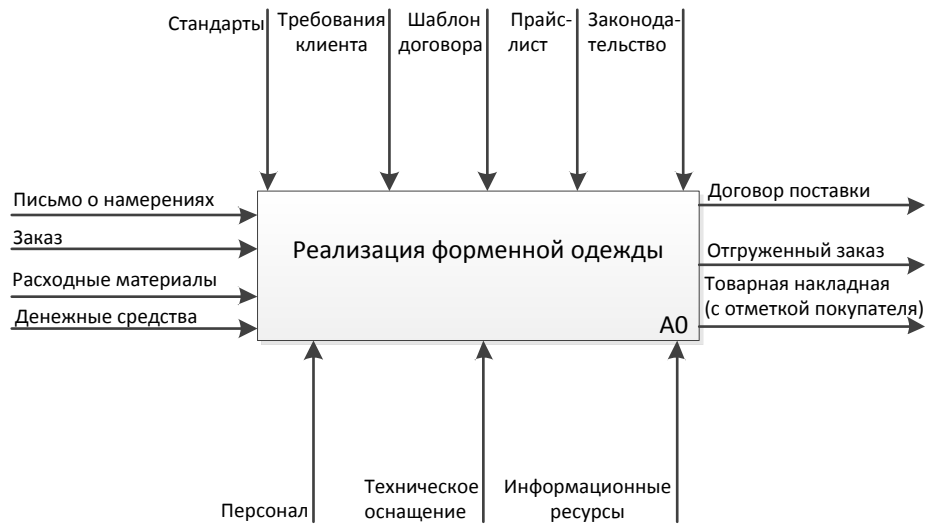 Стандарты
Требования
клиента
Шаблон
договора
Прайс-
лист
Законода-
тельство
Письмо о намерениях
Заказ
Расходные материалы
Денежные средства
Реализация форменной одежды
А0
Договор поставки
Отгруженный заказ
Товарная накладная
(с отметкой покупателя)
Персонал
Техническое
оснащение
Информационные
ресурсы